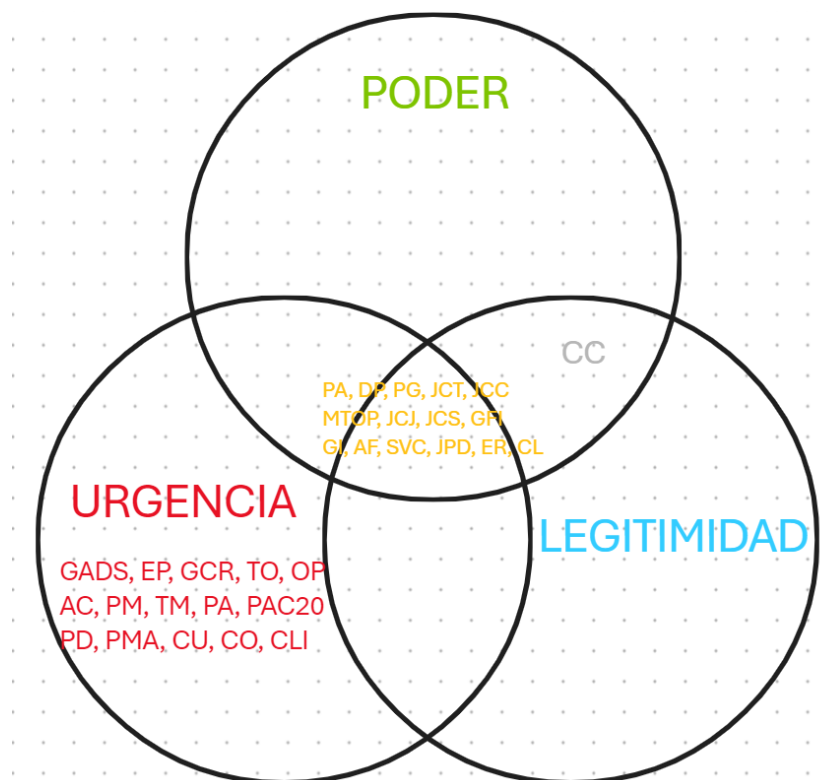 PODER
CC
PA, DP, PG, JCT, JCC
MTOP, JCJ, JCS, GFI
GI, AF, SVC, JPD, ER, CL
URGENCIA
LEGITIMIDAD
GADS, EP, GCR, TO, OP
AC, PM, TM, PA, PAC20
PD, PMA, CU, CO, CLI